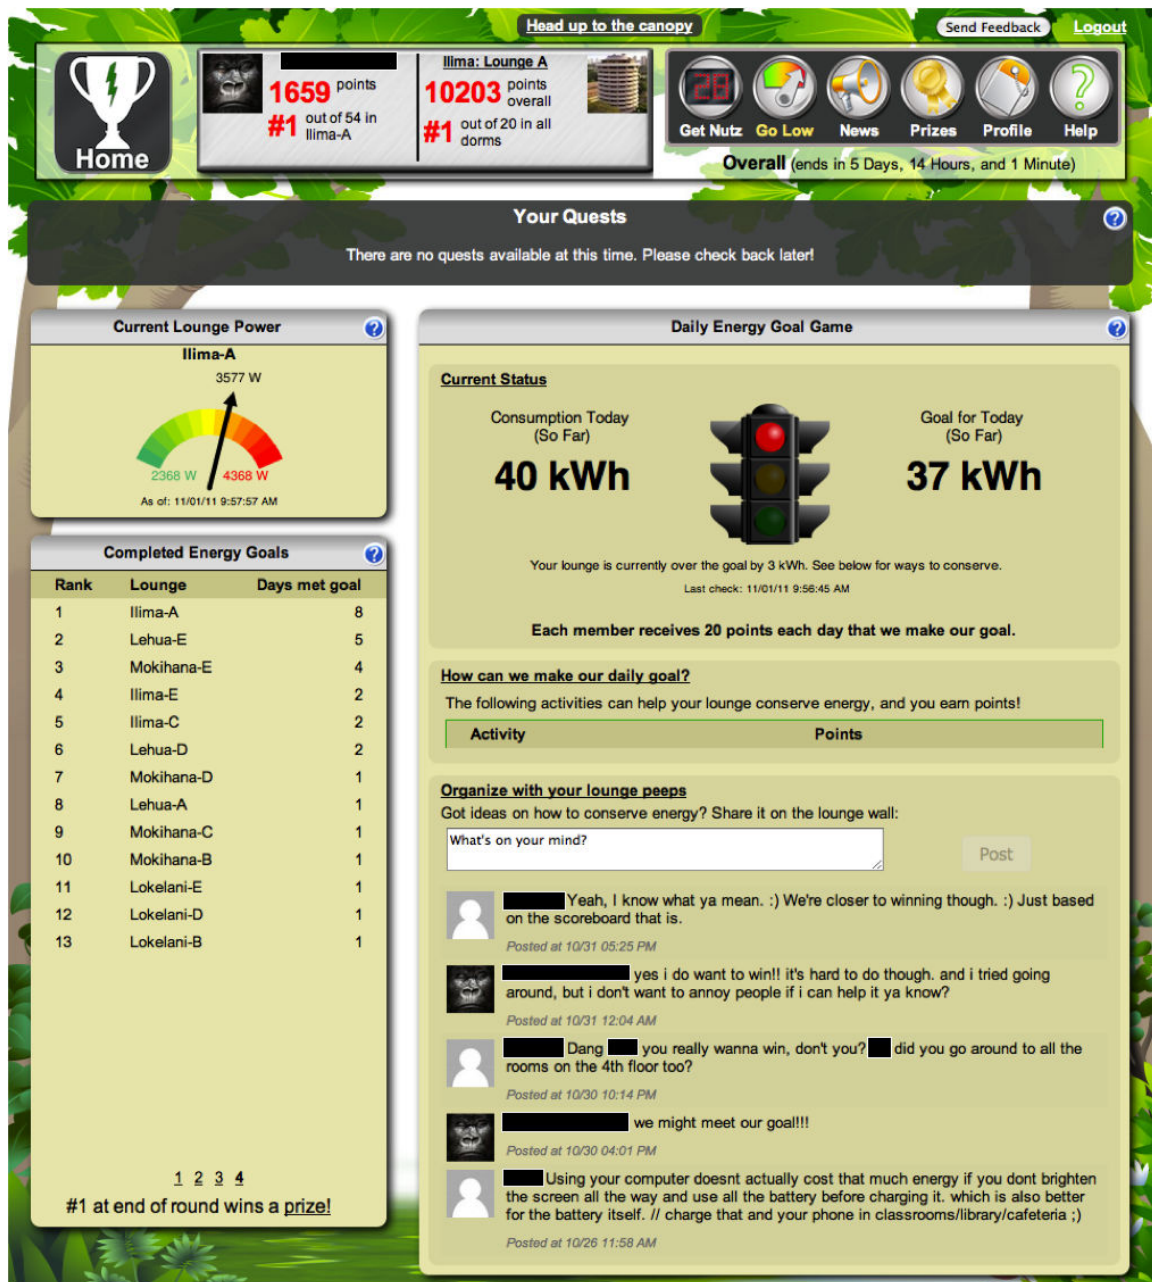 Head up to the canopy
Send Feedback
Logout
Home
1659 points
#1 out of 54 in
Ilima-A
Ilima: Lounge A
10203 points
overall
#1 out of 20 in all
dorms
28
Get Nutz
Go Low
News
Prizes
Profile
Help
Overall (ends in 5 Days, 14 Hours, and 1 Minute)
Your Quests
There are no quests available at this time. Please check back later!
Current Lounge Power
Ilima-A
3577 W
2368 W
4368 W
As of: 11/01/11 9:57:57 AM
Completed Energy Goals
Rank Lounge Days met goal
1 Ilima-A 8
2 Lehua-E 5
3 Mokihana-E 4
4 Ilima-E 2
5 Ilima-C 2
6 Lehua-D 2
7 Mokihana-D 1
8 Lehua-A 1
9 Mokihana-C 1
10 Mokihana-B 1
11 Lokelani-E 1
12 Lokelani-D 1
13 Lokelani-B 1
1 2 3 4
#1 at end of round wins a prize!
Daily Energy Goal Game
Current Status
Consumption Today
(So Far)
40 kWh
Goal for Today
(So Far)
37 kWh
Your lounge is currently over the goal by 3 kWh. See below for ways to conserve.
Last check: 11/01/11 9:56:45 AM
Each member receives 20 points each day that we make our goal.
How can we make our daily goal?
The following activities can help your lounge conserve energy, and you earn points!
Activity Points
Organize with your lounge peeps
Got ideas on how to conserve energy? Share it on the lounge wall:
What's on your mind?
Post
Yeah, I know what ya mean. :) We're closer to winning though. :) Just based
on the scoreboard that is.
Posted at 10/31 05:25 PM
yes i do want to win!! it's hard to do though. and i tried going
around, but i don't want to annoy people if i can help it ya know?
Posted at 10/31 12:04 AM
Dang you really wanna win, don't you? did you go around to all the
rooms on the 4th floor too?
Posted at 10/30 10:14 PM
we might meet our goal!!!
Posted at 10/30 04:01 PM
Using your computer doesnt actually cost that much energy if you dont brighten
the screen all the way and use all the battery before charging it. which is also better
for the battery itself. // charge that and your phone in classrooms/library/cafeteria ;)
Posted at 10/26 11:58 AM